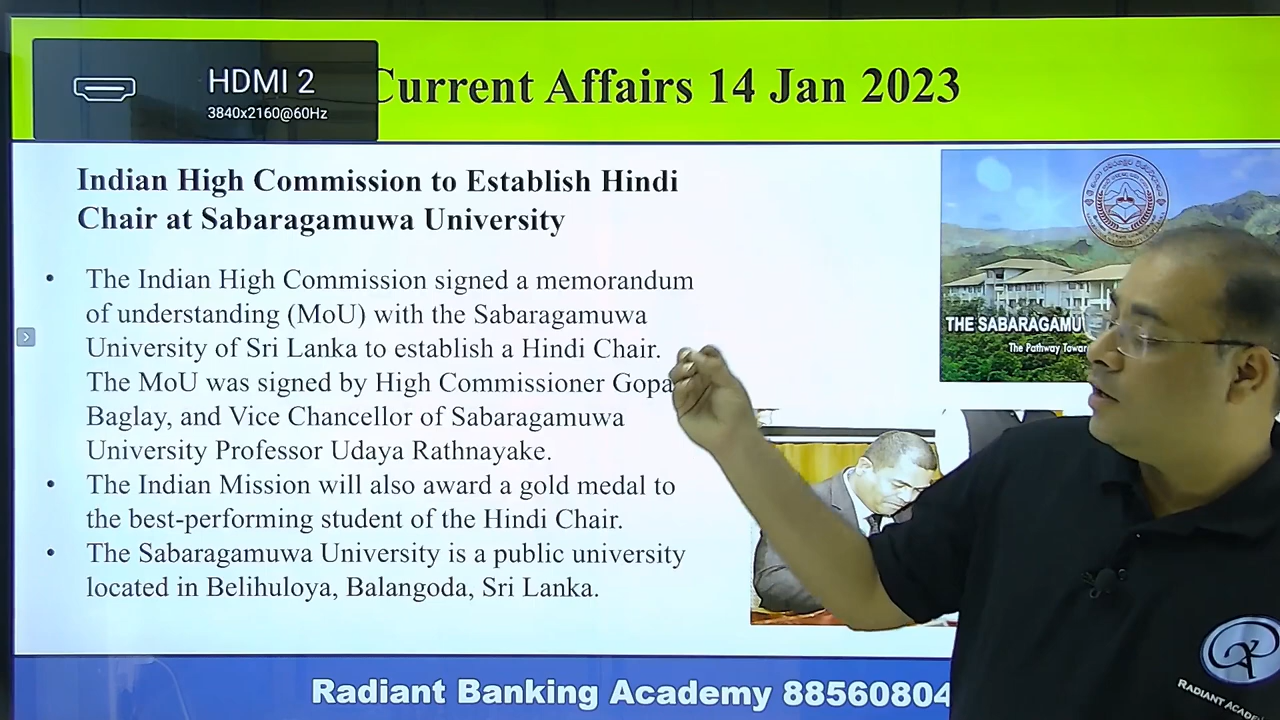 HDMI 2
3840x2160@60Hz
Current Affairs 14 Jan 2023
Indian High Commission to Establish Hindi
Chair at Sabaragamuwa University
• The Indian High Commission signed a memorandum
of understanding (MoU) with the Sabaragamuwa
University of Sri Lanka establish a Hindi Chair.
The MoU was signed by High Commissioner Gopa
Baglay, and Vice Chancellor of Sabaragamuwa
University Professor Udaya Rathnayake.
• The Indian Mission will also award a gold medal to
the best-performing student of the Hindi Chair.
• The Sabaragamuwa University is a public university
located in Belihuloya, Balangoda, Sri Lanka.
THE SABARAGAMU
The Pathway Towar
Radiant Banking Academy 88560804
RADIANT ACADE